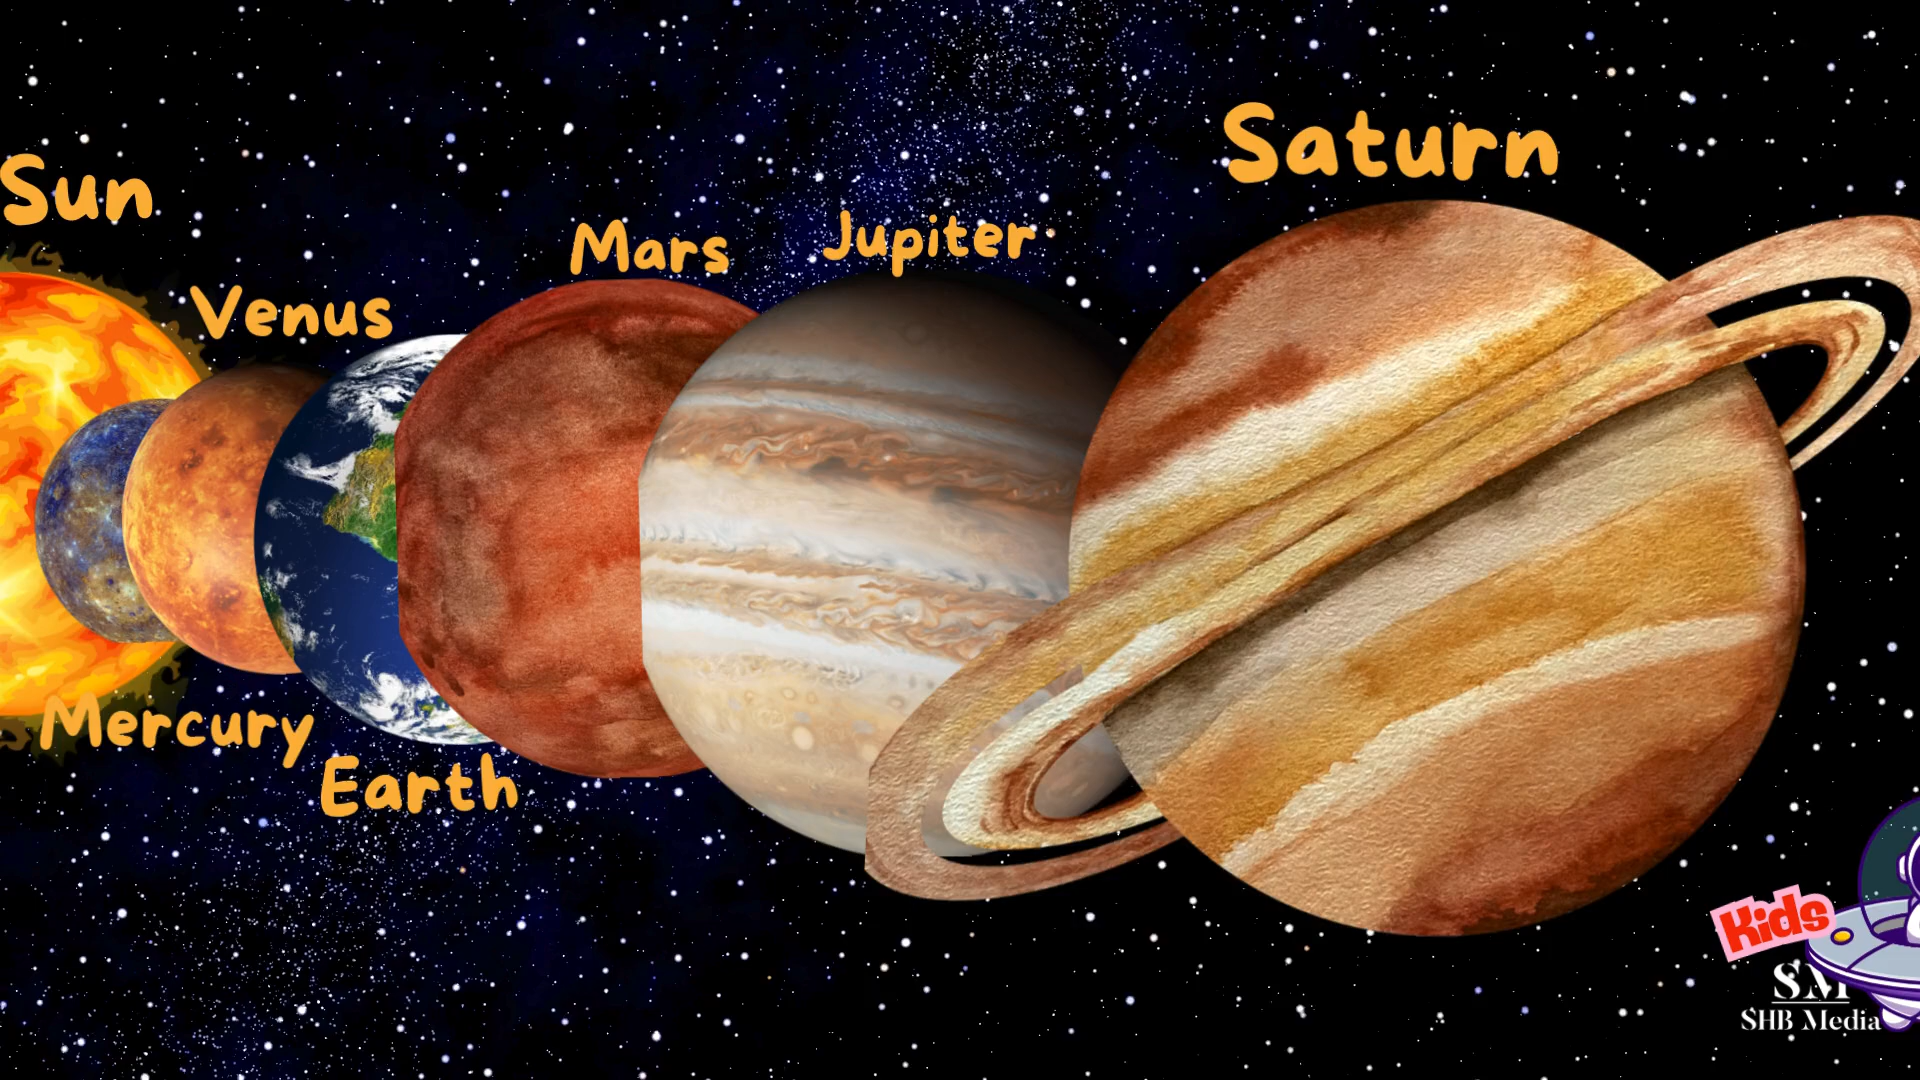 Sun
Mercury
Venus
Earth
Mars
Jupiter
Saturn
Kids
SM
SHB Media